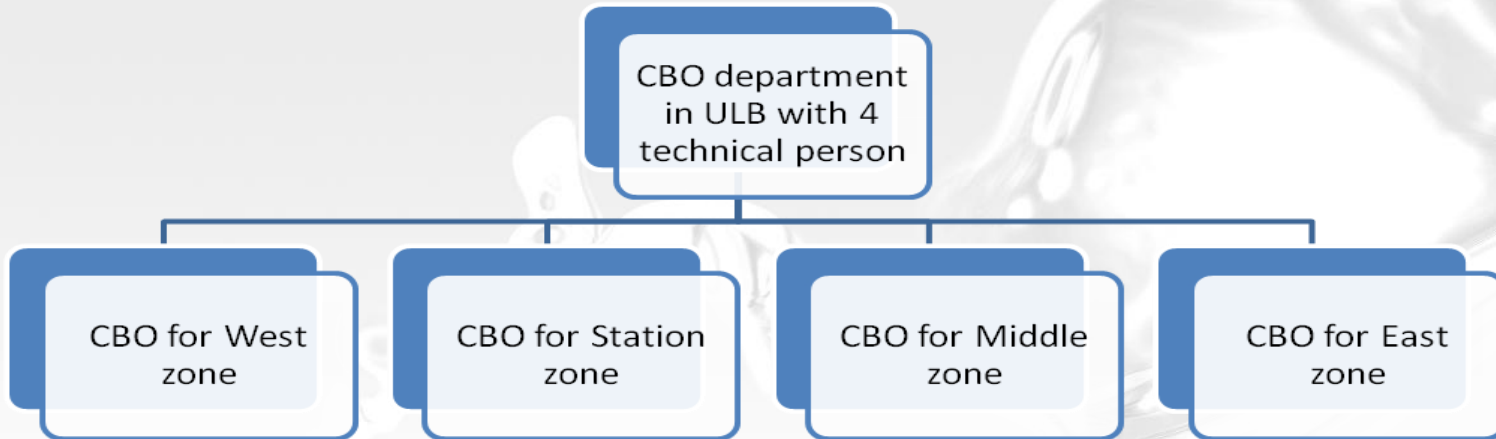 CBO department
in ULB with 4
technical person
CBO for West
zone
CBO for Station
zone
CBO for Middle
zone
CBO for East
zone